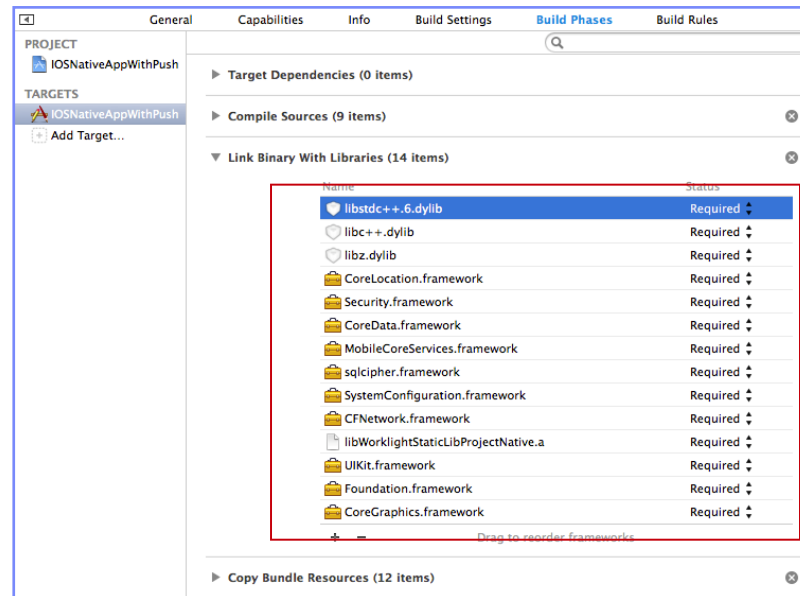 General Capabilities Info Build Settings Build Phases Build Rules
PROJECT
IOSNativeAppWithPush
TARGETS
IOSNativeAppWithPush
Add Target...
Target Dependencies (0 items)
Compile Sources (9 items)
Link Binary With Libraries (14 items)
Name Status
libstdc++.6.dylib Required
libc++.dylib Required
libz.dylib Required
CoreLocation.framework Required
Security.framework Required
CoreData.framework Required
MobileCoreServices.framework Required
sqlcipher.framework Required
SystemConfiguration.framework Required
CFNetwork.framework Required
libWorklightStaticLibProjectNative.a Required
UIKit.framework Required
Foundation.framework Required
CoreGraphics.framework Required
+ − Drag to reorder frameworks
Copy Bundle Resources (12 items)